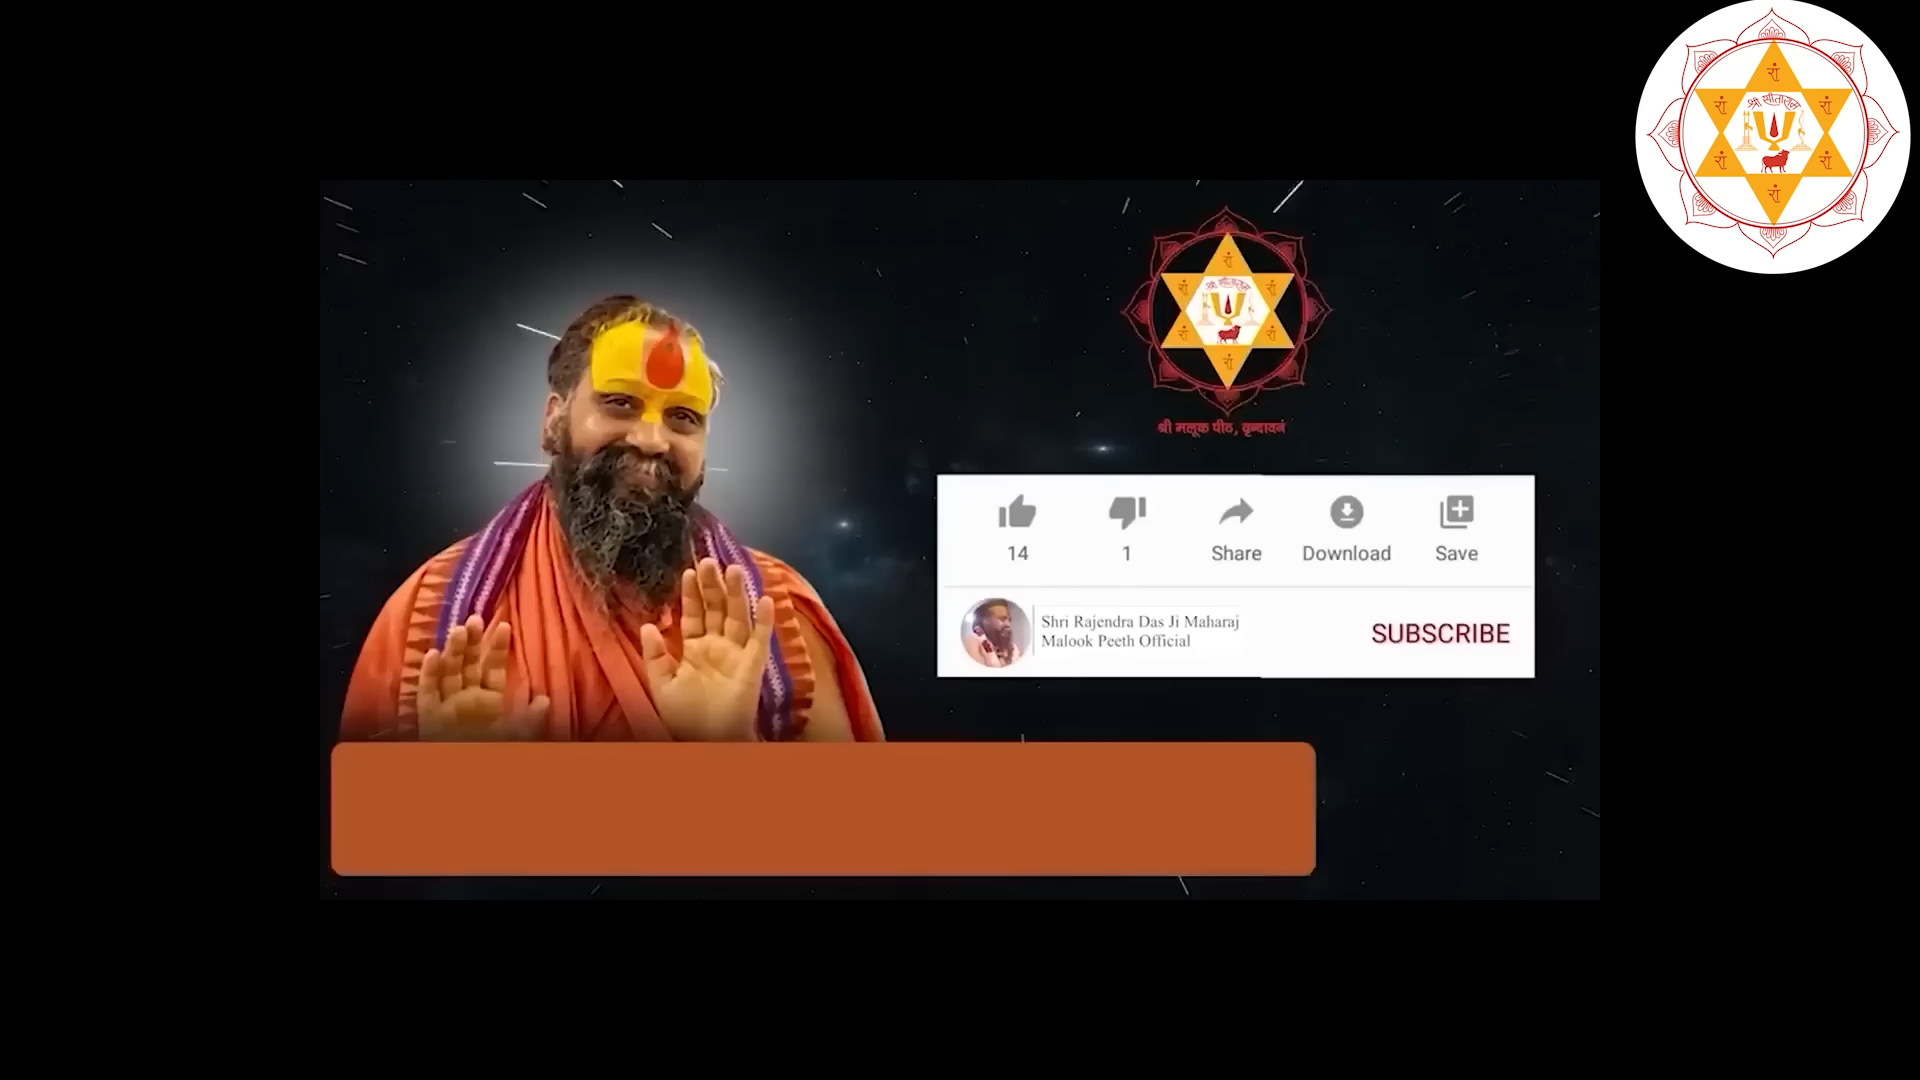 रां
श्री सीताराम
रां
रां
रां
रां
रां
रां
श्री सीताराम
रां
रां
रां
रां
रां
श्री मलूक पीठ, वृन्दावनं
14
1
Share
Download
Save
Shri Rajendra Das Ji Maharaj
Malook Peeth Official
SUBSCRIBE